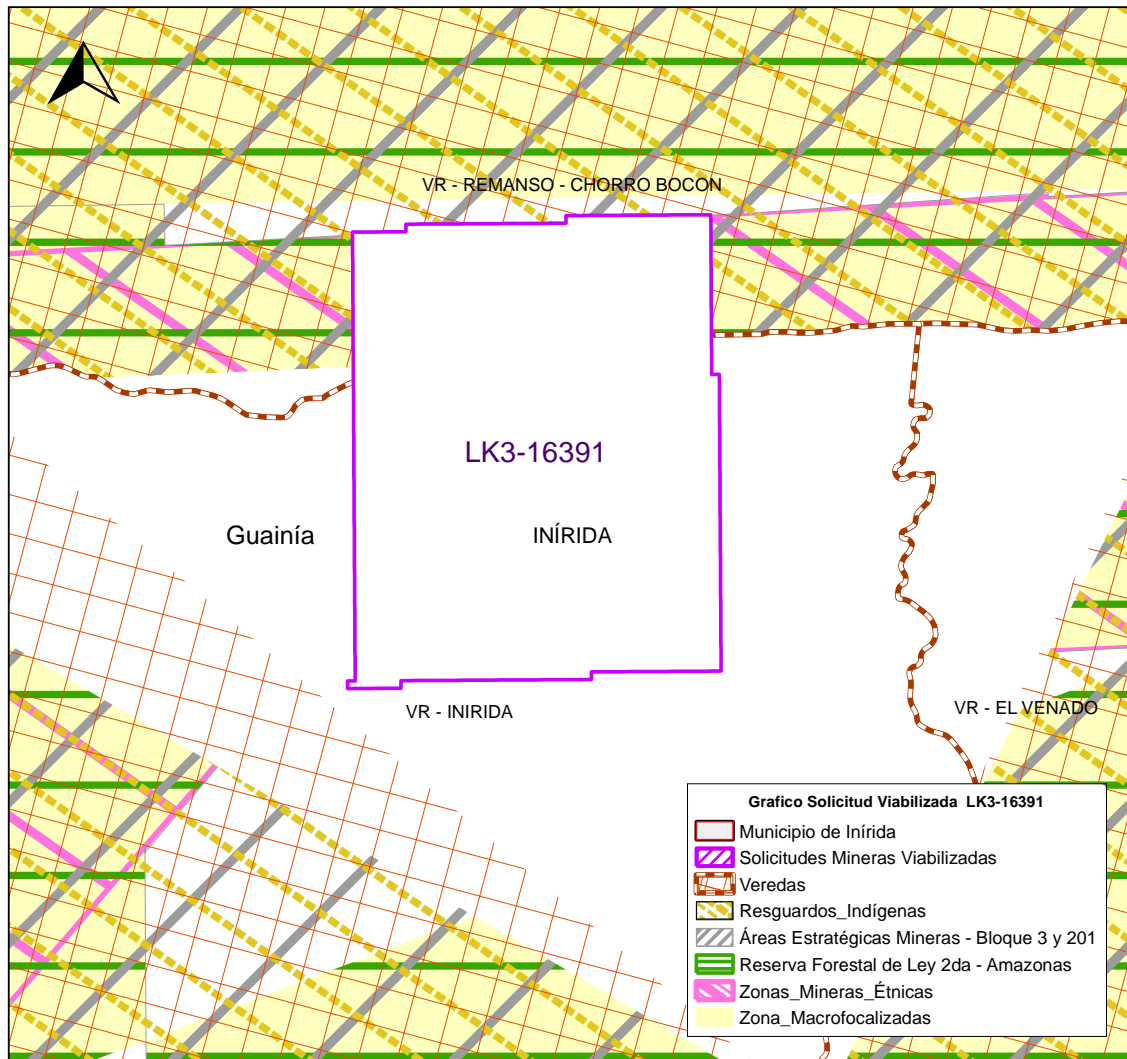 VR - REMANSO - CHORRO BOCON
LK3-16391
Guainía
INÍRIDA
VR - INIRIDA
VR - EL VENADO
Grafico Solicitud Viabilizada LK3-16391
Municipio de Inírida
Solicitudes Mineras Viabilizadas
Veredas
Resguardos_Indígenas
Áreas Estratégicas Mineras - Bloque 3 y 201
Reserva Forestal de Ley 2da - Amazonas
Zonas_Mineras_Étnicas
Zona_Macrofocalizadas